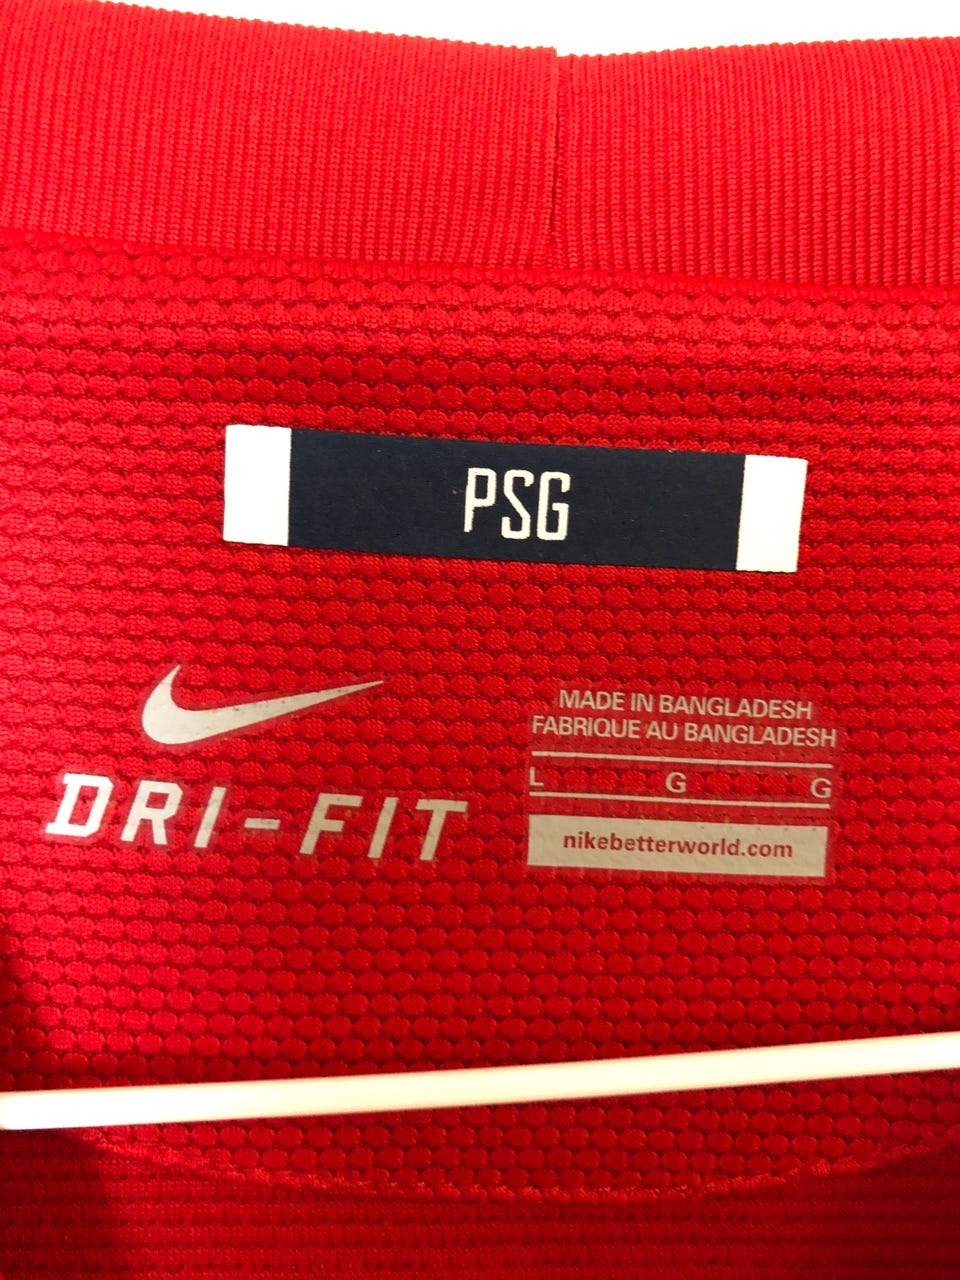 PSG
DRI-FIT
MADE IN BANGLADESH
FABRIQUE AU BANGLADESH
L G G
nikebetterworld.com